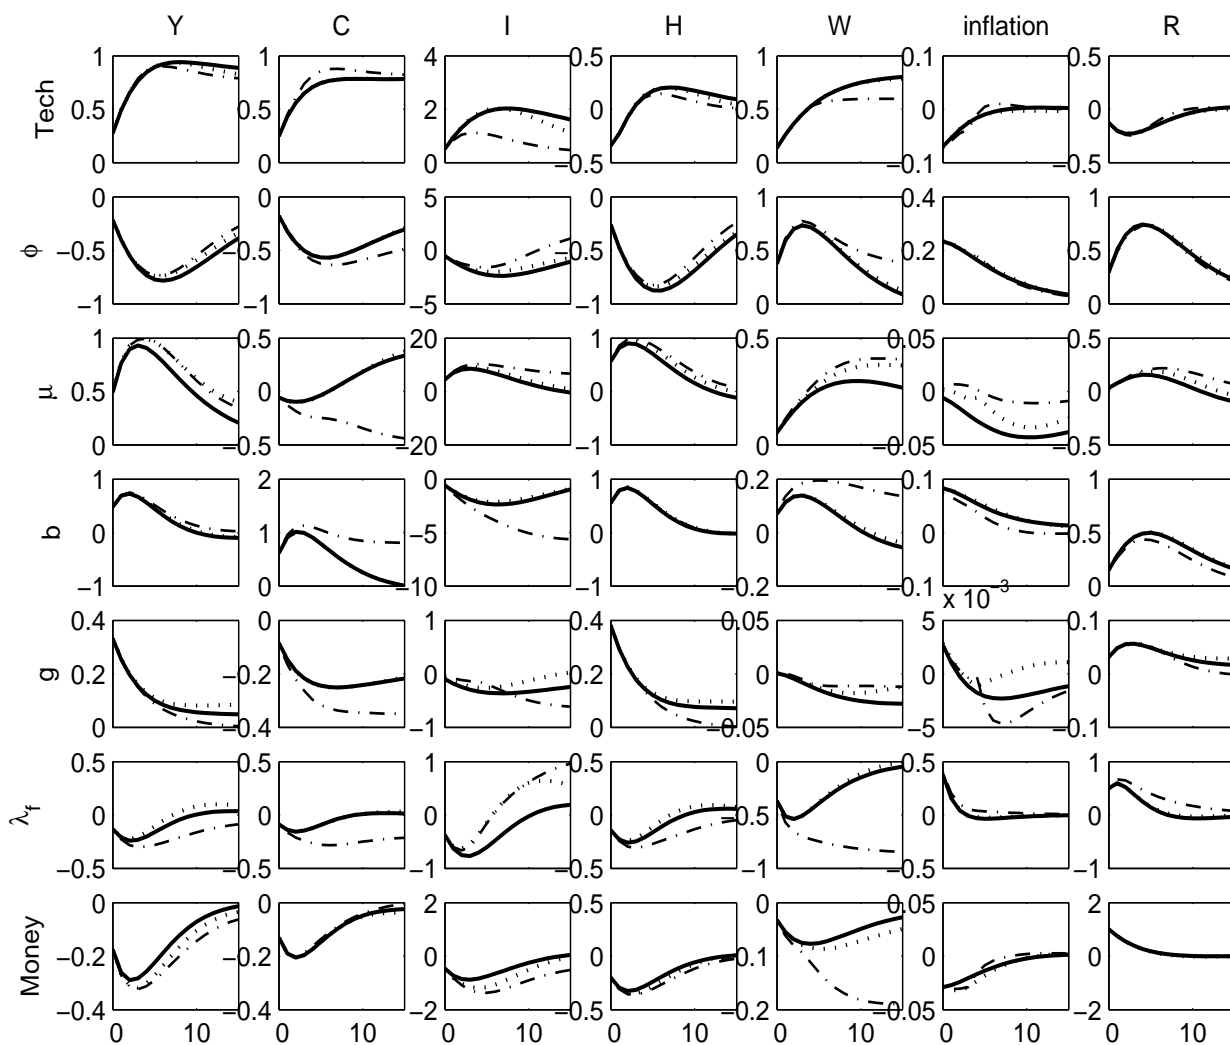 Y C I H W inflation R
1 1 4 0.5 1 0.1 0.5
Tech 0.5 0.5 2 0 0.5 0 0
0 0 0 −0.5 0 −0.1 −0.5
0 0 5 0 1 0.4 1
φ −0.5 −0.5 0 −0.5 0.5 0.2 0.5
−1 −1 −5 −1 0 0 0
1 0.5 20 1 1 0.05 0.5
μ 0.5 0 0 0 0.5 0 0
0 −0.5 −20 −1 0 −0.05 −0.5
1 2 0 1 0.2 0.1 1
b 0 1 −5 0 0 0 0.5
−1 0 −10 −1 −0.2 −0.1 0
x 10⁻³
0.4 0 1 0.4 0.05 5 0.1
g 0.2 −0.2 0 0.2 0 0 0
0 −0.4 −1 0 −0.05 −5 −0.1
0.5 0.5 1 0.5 0 0.5 0.5
λf 0 0 0 0 −0.5 0 0
−0.5 −0.5 −1 −0.5 −1 −0.5 −0.5
0 0 2 0.5 0 0.05 2
Money −0.2 −0.2 0 0 −0.1 0 0
−0.4 −0.4 −2 −0.5 −0.2 −0.05 −2
0 10 0 10 0 10 0 10 0 10 0 10 0 10